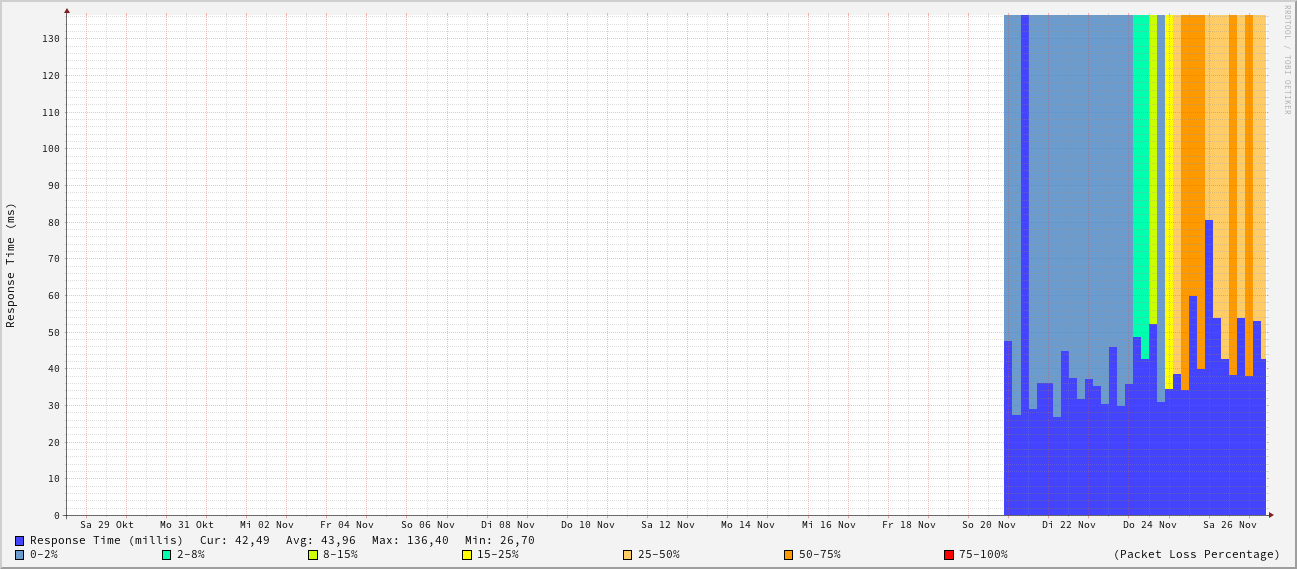 RRDTOOL / TOBI OETIKER
Response Time (ms)
130
120
110
100
90
80
70
60
50
40
30
20
10
0
Sa 29 Okt Mo 31 Okt Mi 02 Nov Fr 04 Nov So 06 Nov Di 08 Nov Do 10 Nov Sa 12 Nov Mo 14 Nov Mi 16 Nov Fr 18 Nov So 20 Nov Di 22 Nov Do 24 Nov Sa 26 Nov
Response Time (millis) Cur: 42,49 Avg: 43,96 Max: 136,40 Min: 26,70
0-2% 2-8% 8-15% 15-25% 25-50% 50-75% 75-100% (Packet Loss Percentage)